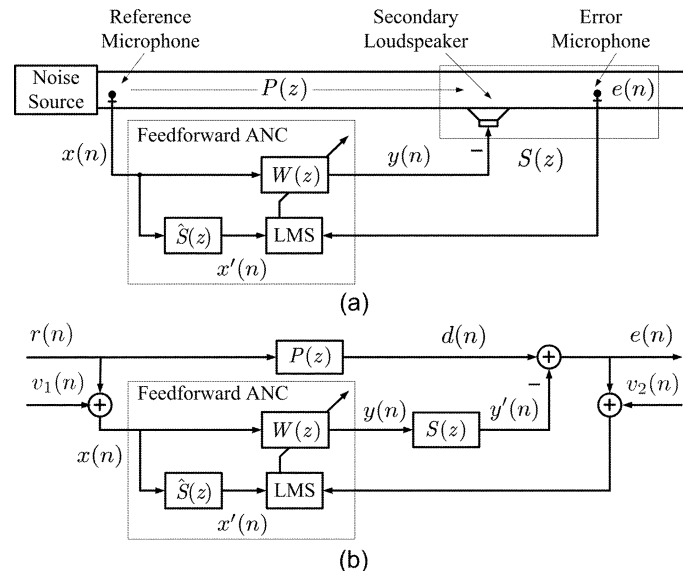 Reference
Microphone
Secondary
Loudspeaker
Error
Microphone
Noise
Source
P(z)
e(n)
Feedforward ANC
x(n)
W(z)
y(n)
−
S(z)
Ŝ(z)
LMS
x′(n)
(a)
r(n)
d(n)
e(n)
P(z)
v₁(n)
Feedforward ANC
−
v₂(n)
W(z)
y(n)
S(z)
y′(n)
x(n)
Ŝ(z)
LMS
x′(n)
(b)